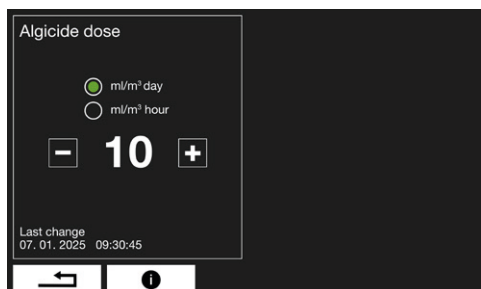 Algicide dose
ml/m³ day
ml/m³ hour
10
Last change
07. 01. 2025 09:30:45